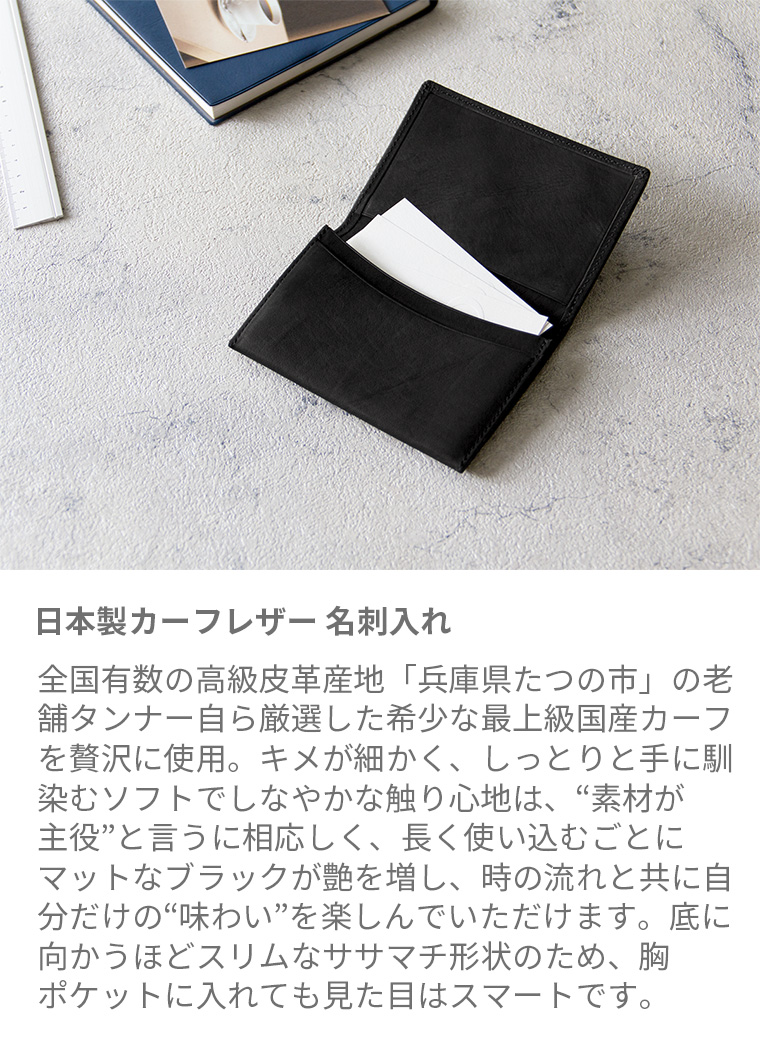 日本製カーフレザー 名刺入れ
全国有数の高級皮革産地「兵庫県たつの市」の老
舗タンナー自ら厳選した希少な最上級国産カーフ
を贅沢に使用。キメが細かく、しっとりと手に馴
染むソフトでしなやかな触り心地は、“素材が
主役”と言うに相応しく、長く使い込むごとに
マットなブラックが艶を増し、時の流れと共に自
分だけの“味わい”を楽しんでいただけます。底に
向かうほどスリムなササマチ形状のため、胸
ポケットに入れても見た目はスマートです。